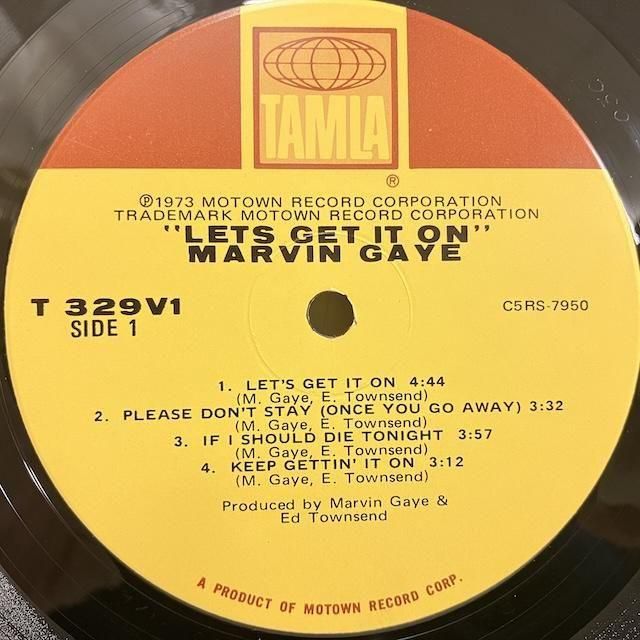 TAMLA
®
℗1973 MOTOWN RECORD CORPORATION
TRADEMARK MOTOWN RECORD CORPORATION
"LETS GET IT ON"
MARVIN GAYE
T 329V1
SIDE 1
C5RS-7950
1. LET'S GET IT ON 4:44
(M. Gaye, E. Townsend)
2. PLEASE DON'T STAY (ONCE YOU GO AWAY) 3:32
(M. Gaye, E. Townsend)
3. IF I SHOULD DIE TONIGHT 3:57
(M. Gaye, E. Townsend)
4. KEEP GETTIN' IT ON 3:12
(M. Gaye, E. Townsend)
Produced by Marvin Gaye &
Ed Townsend
A PRODUCT OF MOTOWN RECORD CORP.